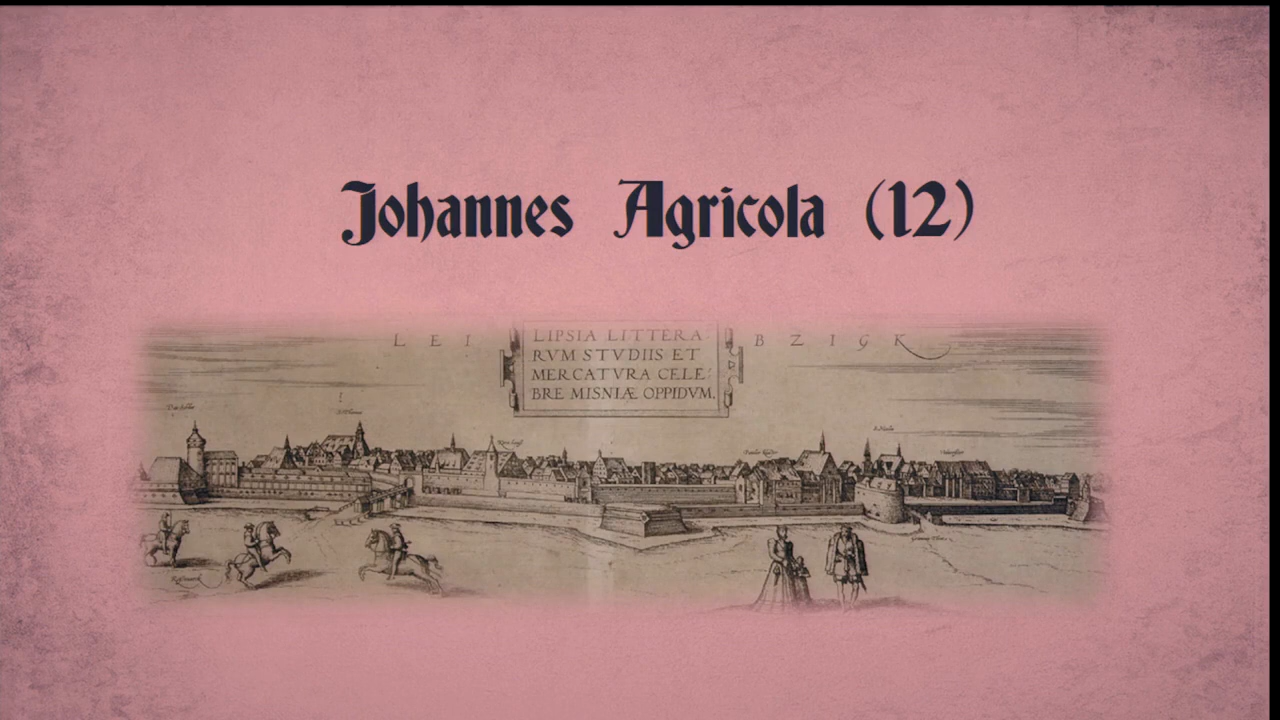 Johannes Agricola (12)
LEI BZIGK
LIPSIA LITTERA:
RVM STVDIIS ET
MERCATVRA CELE:
BRE MISNIÆ OPPIDVM.